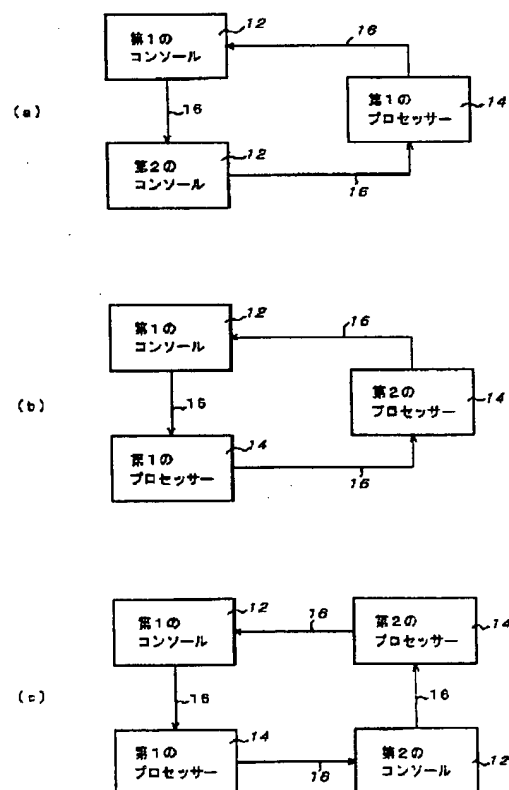 12
第1の
コンソール
16
16
第1の
プロセッサー
14
(a)
12
第2の
コンソール
16
12
第1の
コンソール
16
16
第2の
プロセッサー
14
(b)
14
第1の
プロセッサー
16
12
第1の
コンソール
16
第2の
プロセッサー
14
(c)
16
16
14
第1の
プロセッサー
16
第2の
コンソール
12